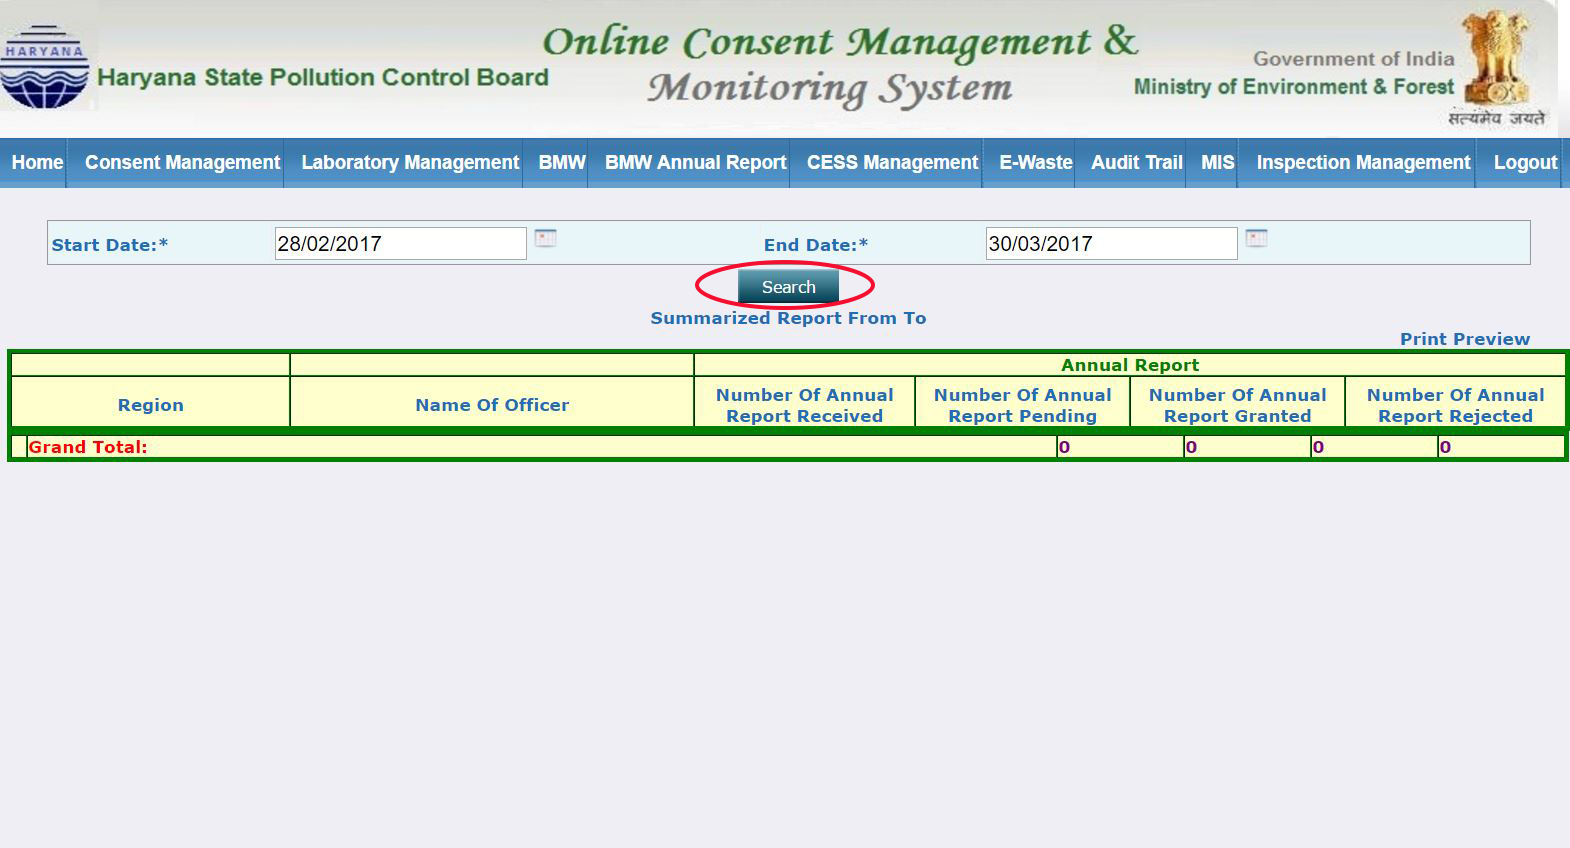 HARYANA
Haryana State Pollution Control Board
Online Consent Management &
Monitoring System
Government of India
Ministry of Environment & Forest
सत्यमेव जयते
Home Consent Management Laboratory Management BMW BMW Annual Report CESS Management E-Waste Audit Trail MIS Inspection Management Logout
Start Date:* 28/02/2017 End Date:* 30/03/2017
Search
Summarized Report From To
Print Preview
Annual Report
Region Name Of Officer Number Of Annual Report Received Number Of Annual Report Pending Number Of Annual Report Granted Number Of Annual Report Rejected
Grand Total: 0 0 0 0